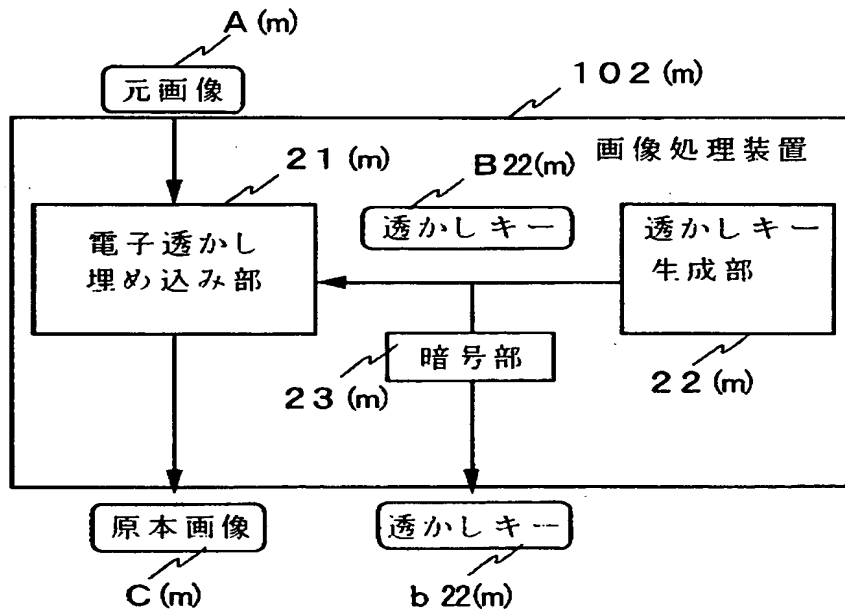 A(m)
元画像
102(m)
画像処理装置
21(m)
B22(m)
電子透かし
埋め込み部
透かしキー
透かしキー
生成部
暗号部
23(m)
22(m)
原本画像
透かしキー
C(m)
b22(m)